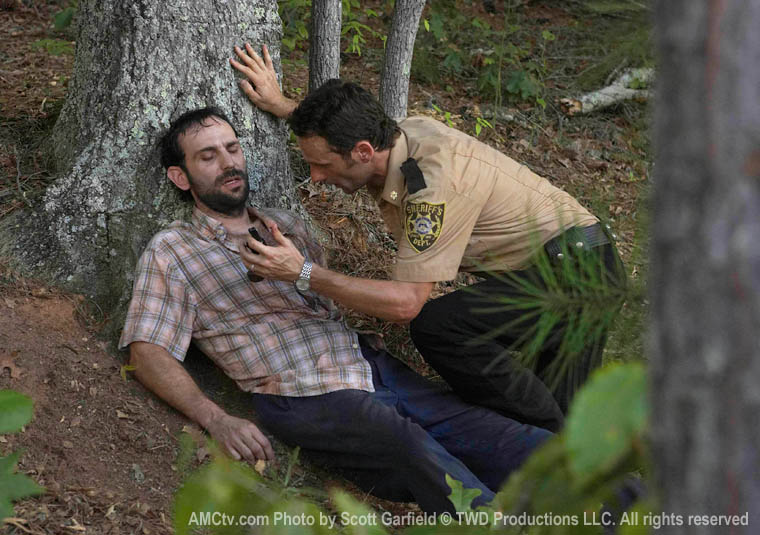 SHERIFF'S
DEPT.
AMCtv.com Photo by Scott Garfield © TWD Productions LLC. All rights reserved